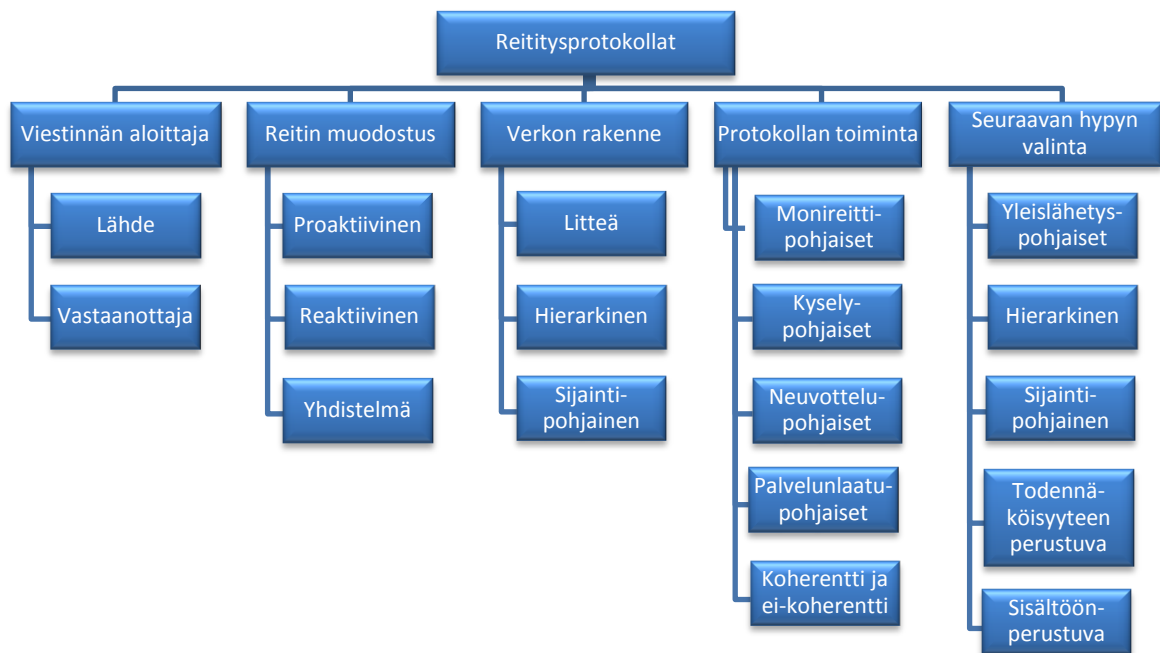 Reititysprotokollat
Viestinnän aloittaja
Lähde
Vastaanottaja
Reitin muodostus
Proaktiivinen
Reaktiivinen
Yhdistelmä
Verkon rakenne
Litteä
Hierarkinen
Sijainti-
pohjainen
Protokollan toiminta
Monireitti-
pohjaiset
Kysely-
pohjaiset
Neuvottelu-
pohjaiset
Palvelunlaatu-
pohjaiset
Koherentti ja
ei-koherentti
Seuraavan hypyn
valinta
Yleislähetys-
pohjaiset
Hierarkinen
Sijainti-
pohjainen
Todennä-
köisyyteen
perustuva
Sisältöön-
perustuva